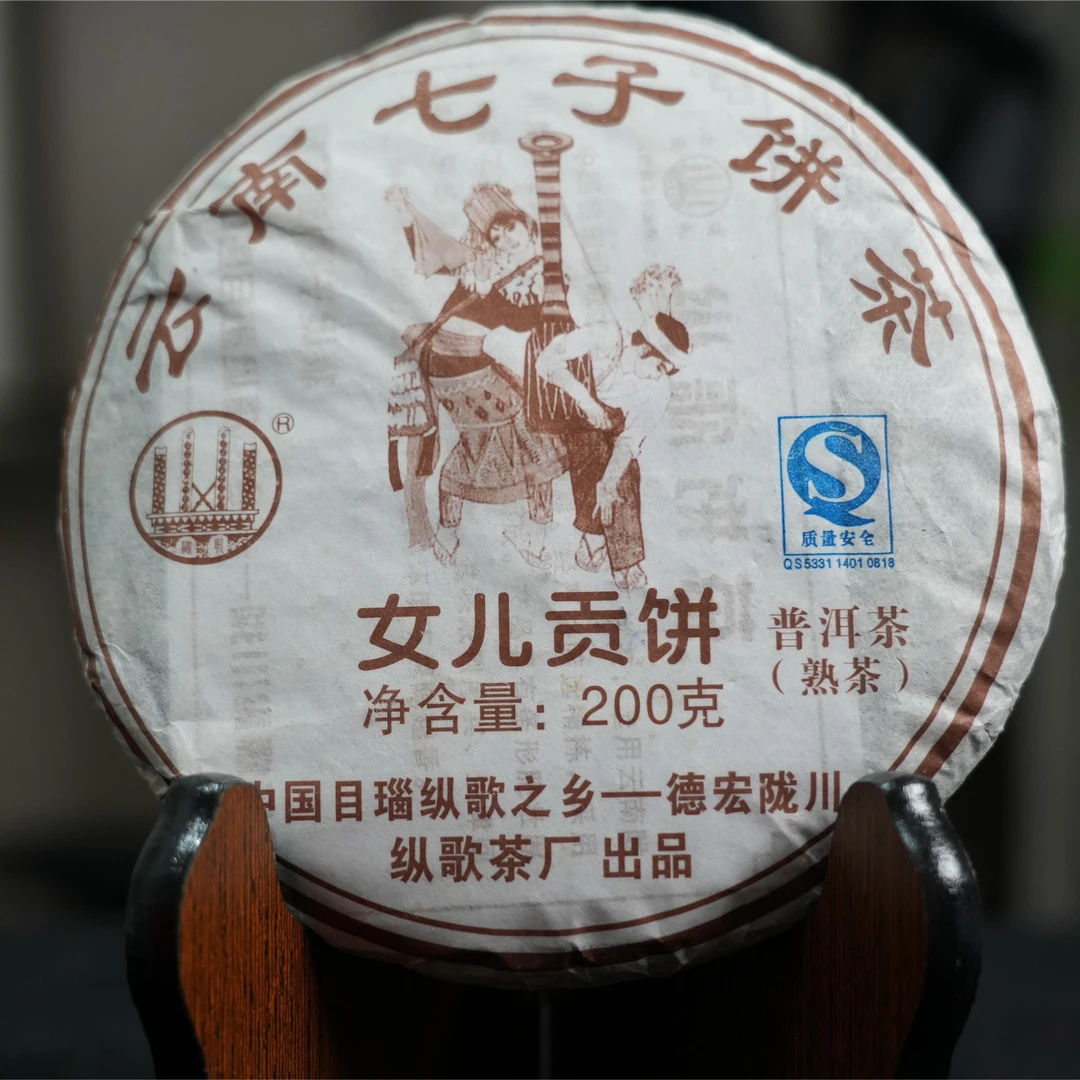 云南七子饼茶
®
质量安全
QS5331 1401 0818
女儿贡饼
普洱茶
（熟茶）
净含量：200克
中国目瑙纵歌之乡——德宏陇川
纵歌茶厂 出品